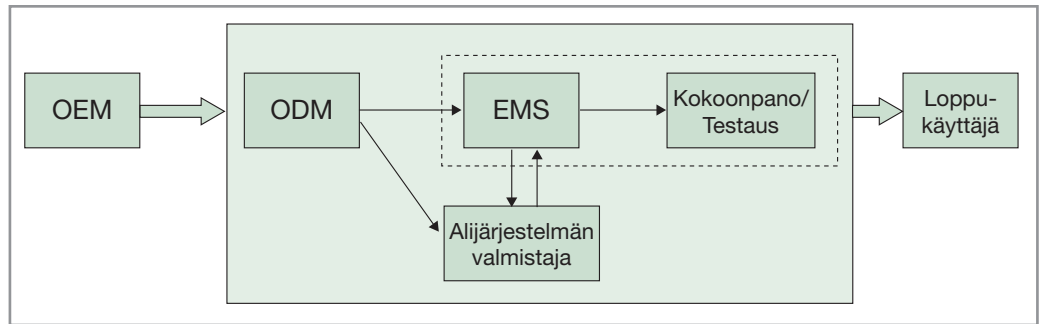 OEM
ODM
EMS
Kokoonpano/
Testaus
Loppu-
käyttäjä
Alijärjestelmän
valmistaja